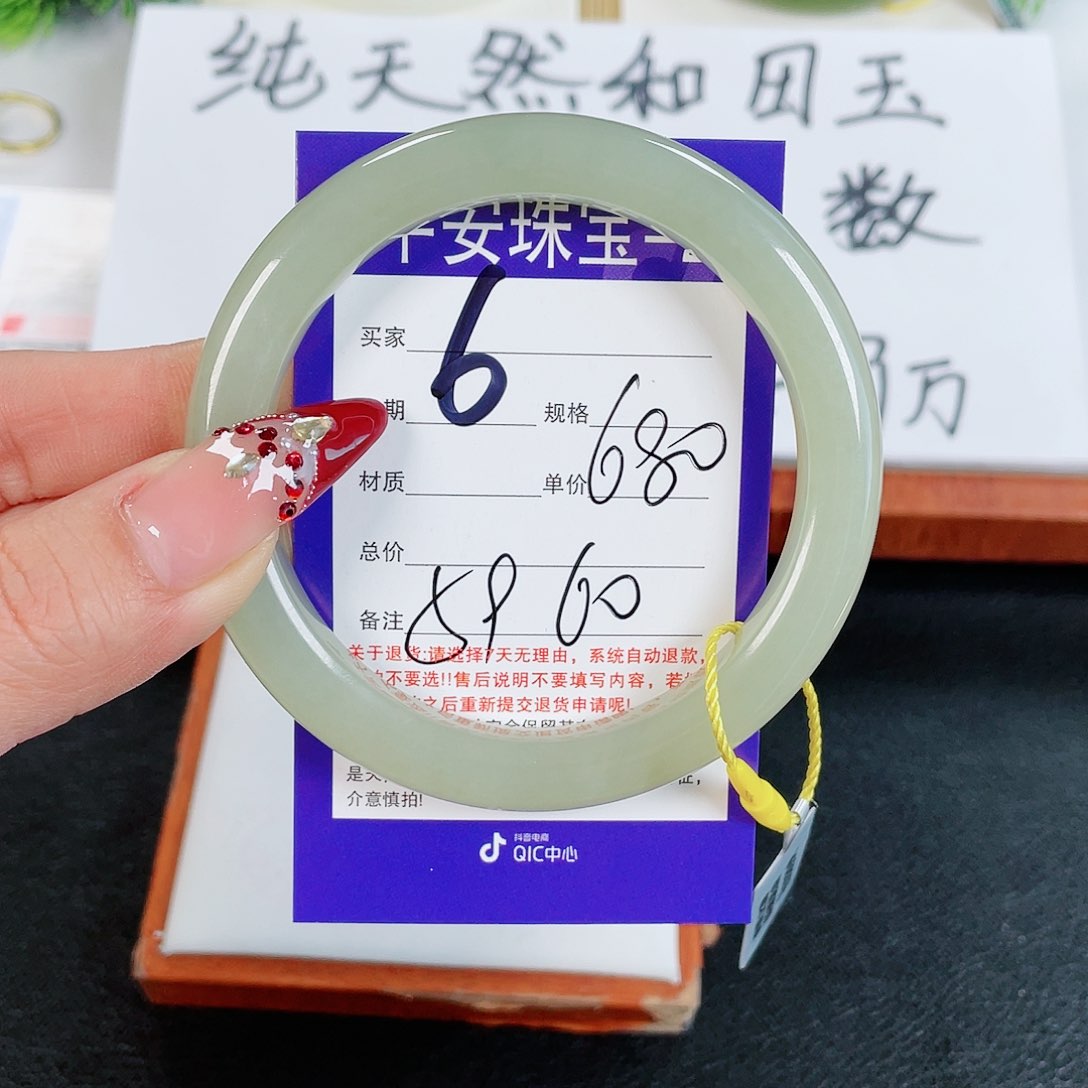 纯天然和田玉
数
万
安珠宝
买家
6
期 规格
680
材质 单价
总价
59 60
备注
关于退货:请选择7天无理由，系统自动退款，
不要选!!售后说明不要填写内容，若
之后重新提交退货申请呢!
介意慎拍!
抖音电商
QIC中心